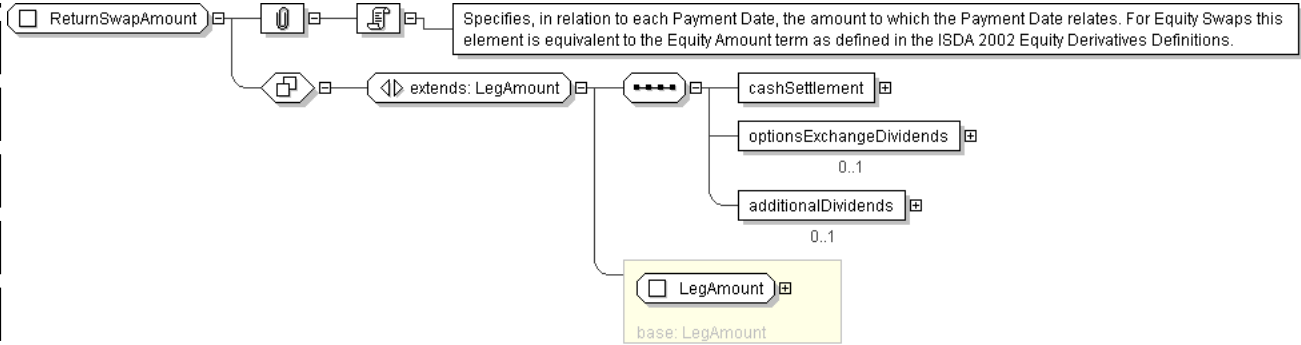 ReturnSwapAmount
Specifies, in relation to each Payment Date, the amount to which the Payment Date relates. For Equity Swaps this
element is equivalent to the Equity Amount term as defined in the ISDA 2002 Equity Derivatives Definitions.
extends: LegAmount
cashSettlement
optionsExchangeDividends
0..1
additionalDividends
0..1
LegAmount
base: LegAmount